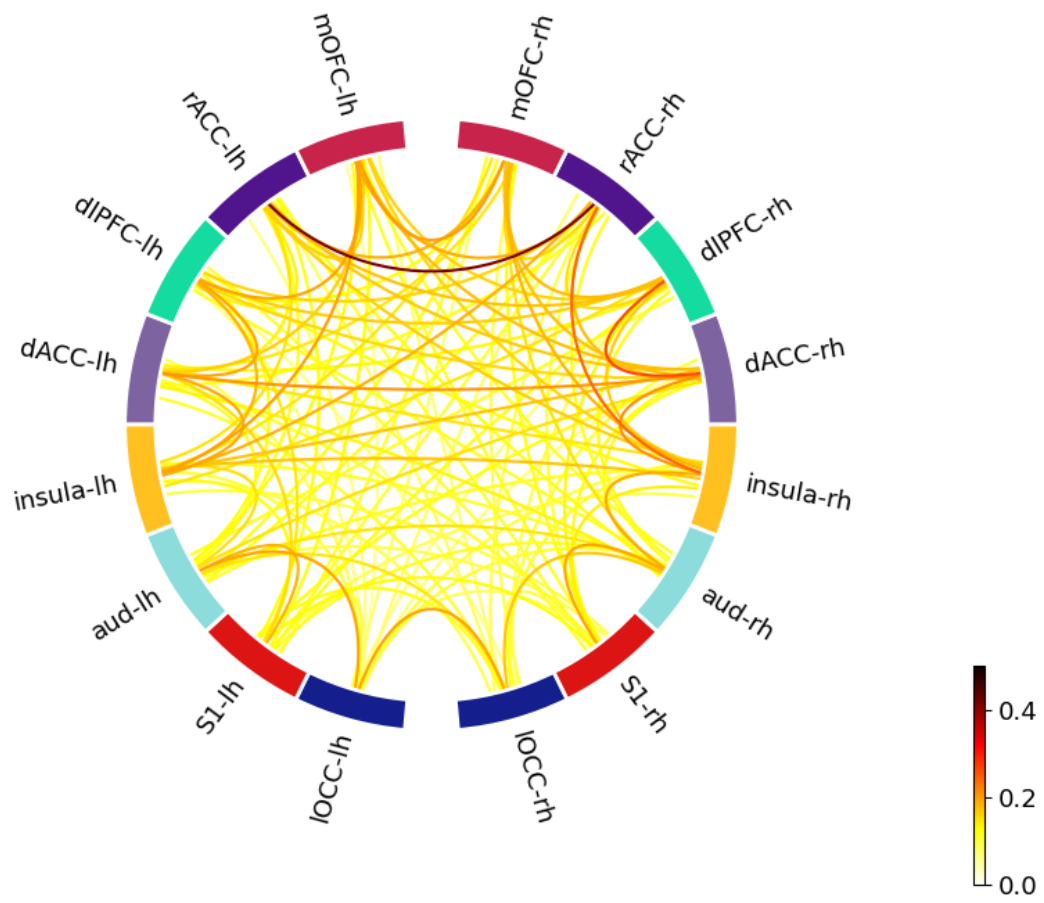 mOFC-lh
mOFC-rh
rACC-lh
rACC-rh
dlPFC-lh
dlPFC-rh
dACC-lh
dACC-rh
insula-lh
insula-rh
aud-lh
aud-rh
S1-lh
S1-rh
lOCC-lh
lOCC-rh
0.4
0.2
0.0